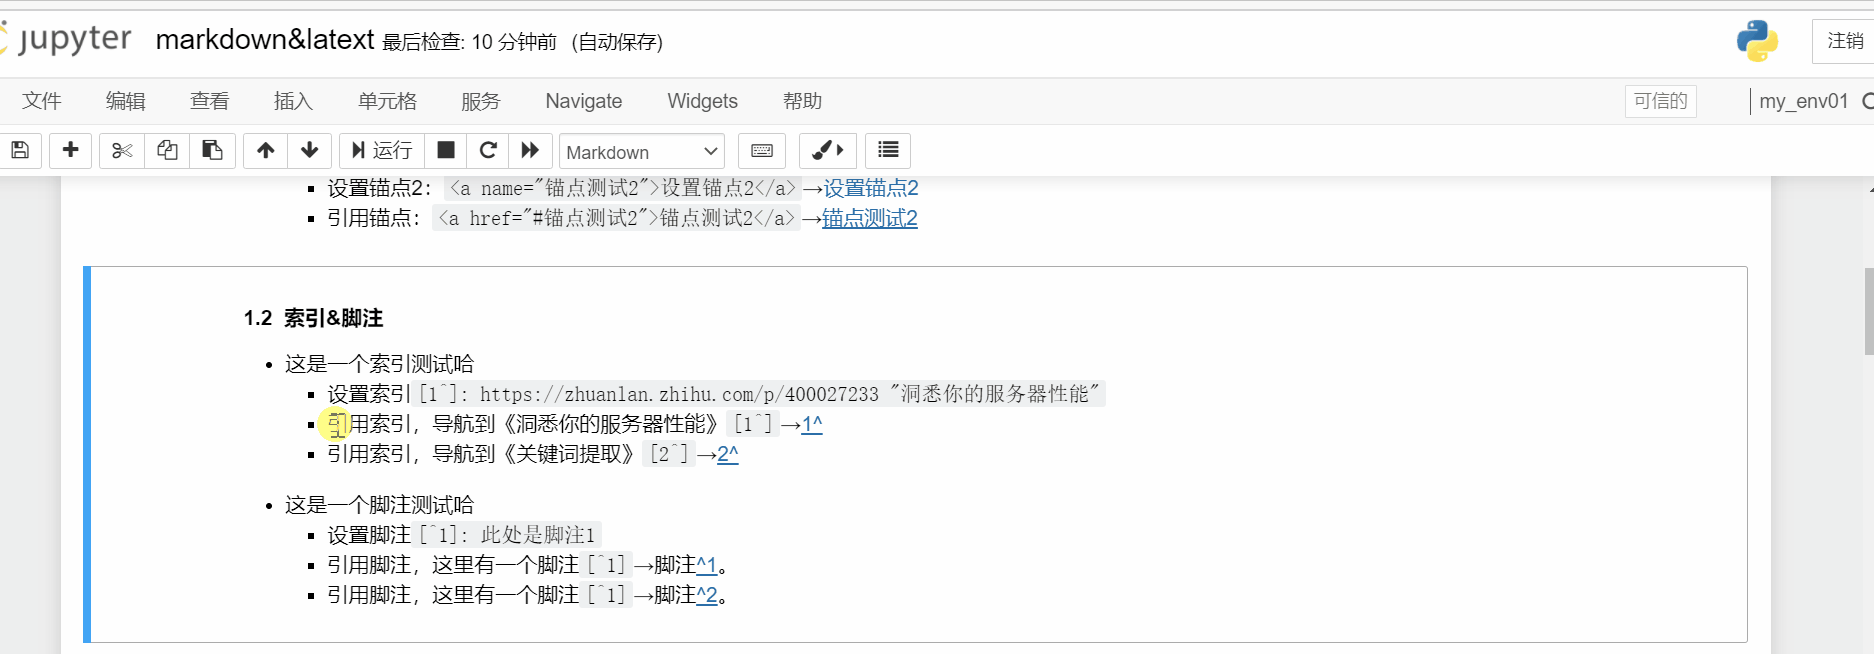 jupyter markdown&latext 最后检查: 10 分钟前 (自动保存) 注销
文件 编辑 查看 插入 单元格 服务 Navigate Widgets 帮助 可信的 my_env01
运行 Markdown
设置锚点2： <a name="锚点测试2">设置锚点2</a> →设置锚点2
引用锚点： <a href="#锚点测试2">锚点测试2</a> →锚点测试2
1.2 索引&脚注
这是一个索引测试哈
设置索引 [1^]: https://zhuanlan.zhihu.com/p/400027233 "洞悉你的服务器性能"
引用索引，导航到《洞悉你的服务器性能》 [1^] →1^
引用索引，导航到《关键词提取》 [2^] →2^
这是一个脚注测试哈
设置脚注 [^1]: 此处是脚注1
引用脚注，这里有一个脚注 [^1] →脚注^1。
引用脚注，这里有一个脚注 [^1] →脚注^2。